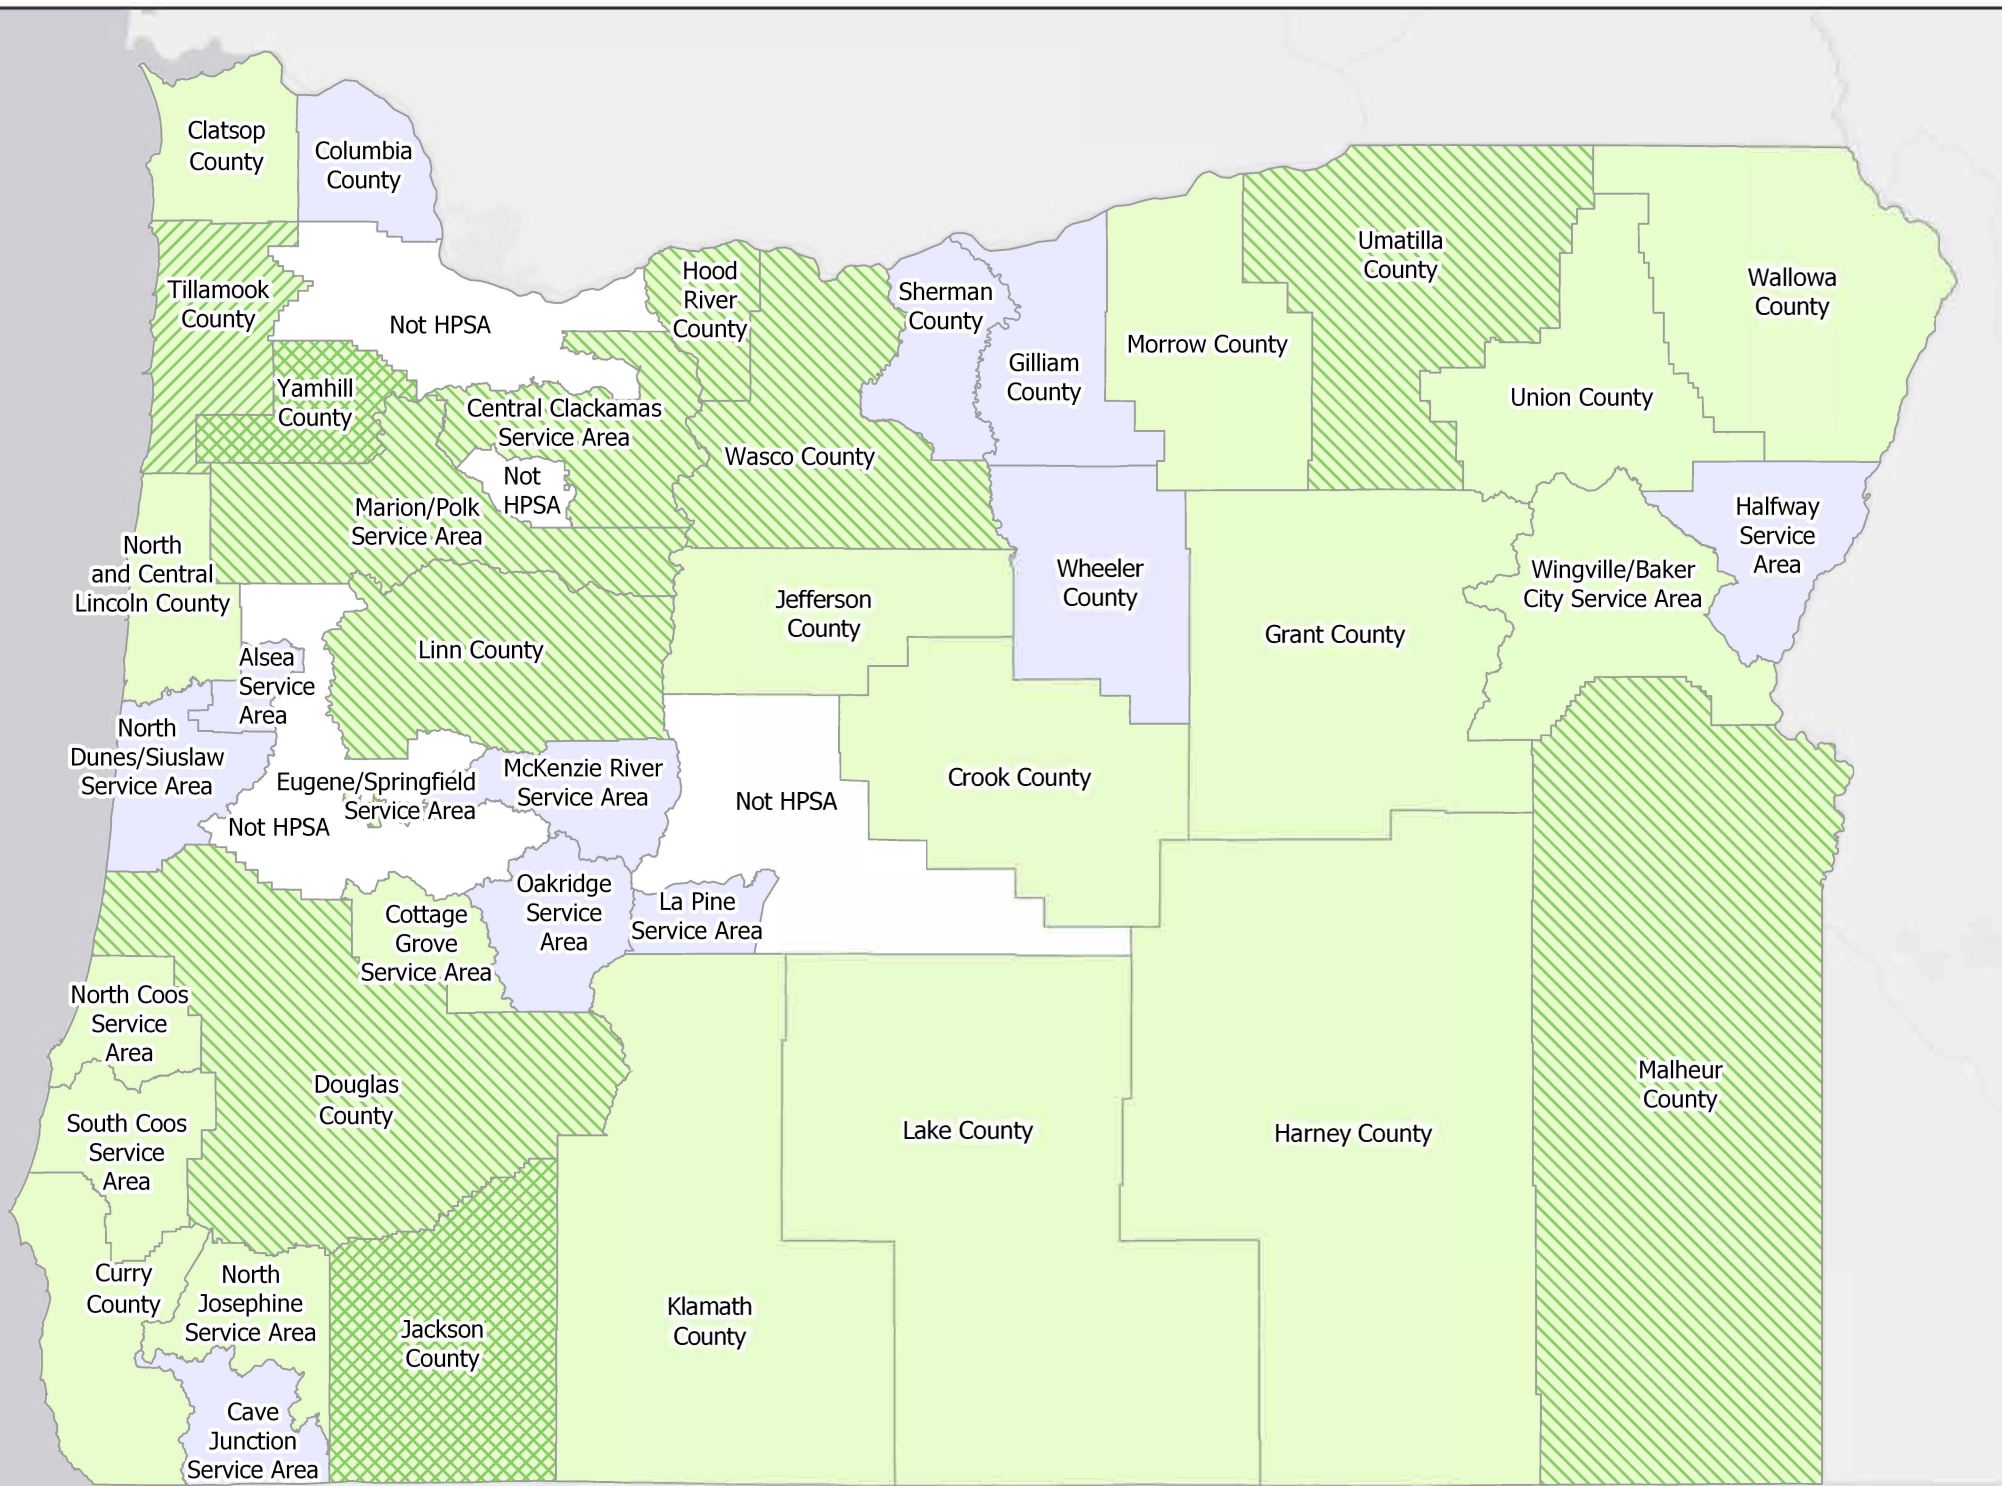 Clatsop
County
Columbia
County
Tillamook
County
Not HPSA
Hood
River
County
Sherman
County
Gilliam
County
Morrow County
Umatilla
County
Wallowa
County
Union County
Yamhill
County
Central Clackamas
Service Area
Not
HPSA
Wasco County
Marion/Polk
Service Area
North
and Central
Lincoln County
Halfway
Service
Area
Wingville/Baker
City Service Area
Wheeler
County
Jefferson
County
Grant County
Linn County
Alsea
Service
Area
North
Dunes/Siuslaw
Service Area
Eugene/Springfield
Service Area
McKenzie River
Service Area
Not HPSA
Not HPSA
Crook County
Oakridge
Service
Area
La Pine
Service Area
Cottage
Grove
Service Area
North Coos
Service
Area
Douglas
County
South Coos
Service
Area
Lake County
Harney County
Malheur
County
Curry
County
North
Josephine
Service Area
Jackson
County
Klamath
County
Cave
Junction
Service Area